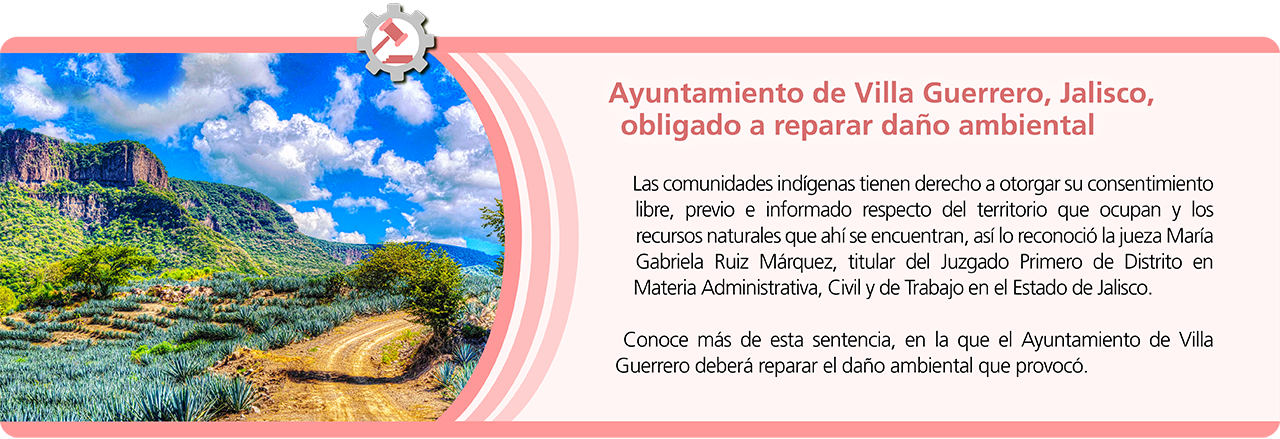 Ayuntamiento de Villa Guerrero, Jalisco,
obligado a reparar daño ambiental
Las comunidades indígenas tienen derecho a otorgar su consentimiento
libre, previo e informado respecto del territorio que ocupan y los
recursos naturales que ahí se encuentran, así lo reconoció la jueza María
Gabriela Ruiz Márquez, titular del Juzgado Primero de Distrito en
Materia Administrativa, Civil y de Trabajo en el Estado de Jalisco.
Conoce más de esta sentencia, en la que el Ayuntamiento de Villa
Guerrero deberá reparar el daño ambiental que provocó.